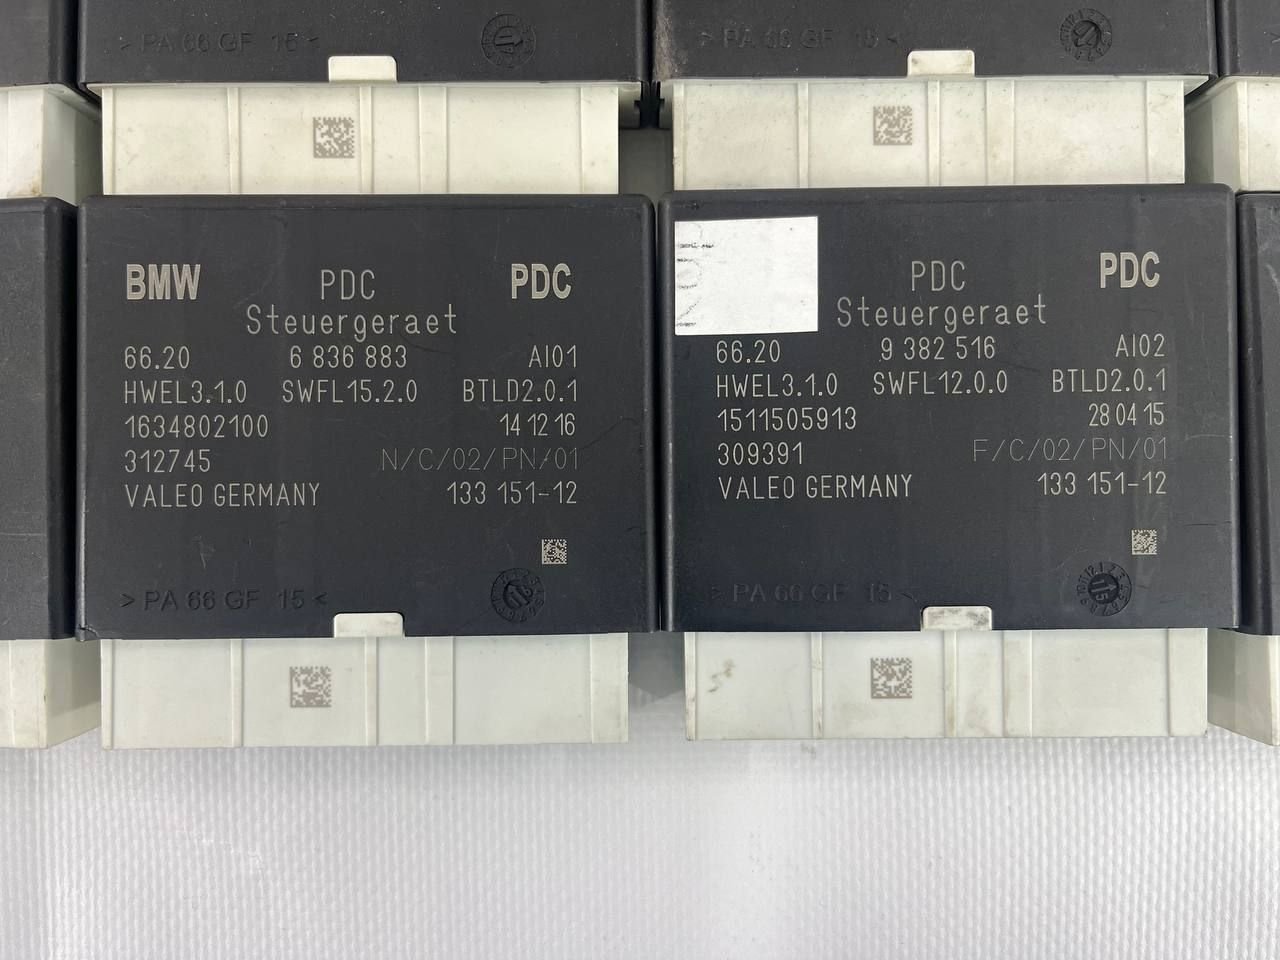 > PA 66 GF 15 <
> PA 66 GF 15 <
BMW PDC PDC
Steuergeraet
66.20 6 836 883 AI01
HWEL3.1.0 SWFL15.2.0 BTLD2.0.1
1634802100 14 12 16
312745 N/C/02/PN/01
VALEO GERMANY 133 151-12
> PA 66 GF 15 <
PDC PDC
Steuergeraet
66.20 9 382 516 AI02
HWEL3.1.0 SWFL12.0.0 BTLD2.0.1
1511505913 28 04 15
309391 F/C/02/PN/01
VALEO GERMANY 133 151-12
> PA 66 GF 15 <